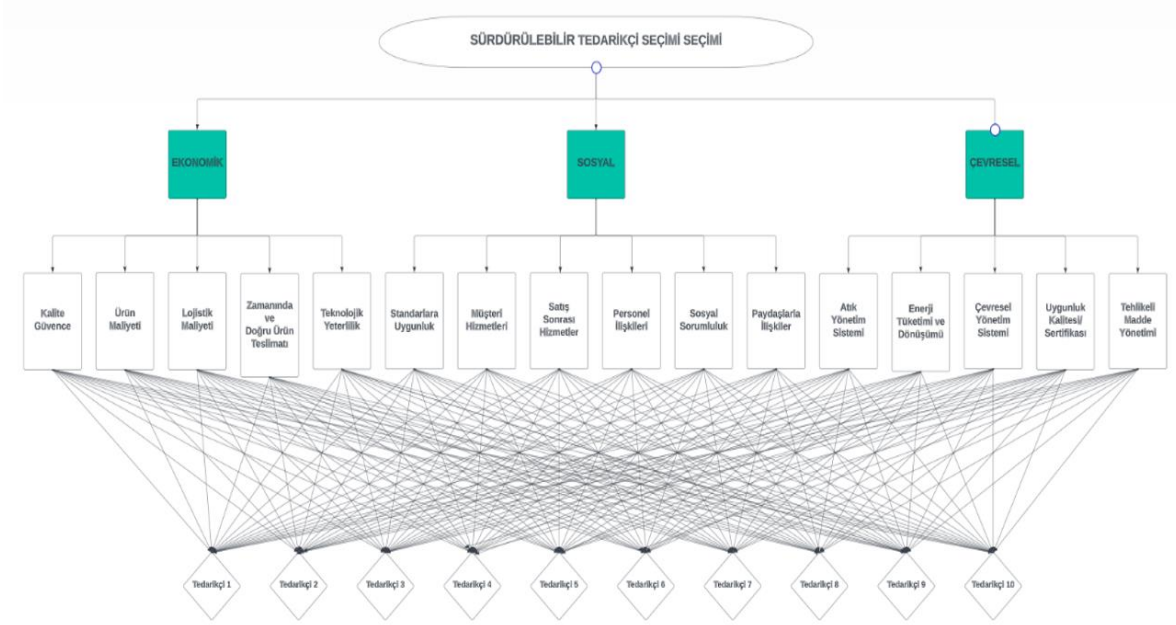 SÜRDÜRÜLEBİLİR TEDARİKÇİ SEÇİMİ SEÇİMİ
EKONOMİK
SOSYAL
ÇEVRESEL
Kalite
Güvence
Ürün
Maliyeti
Lojistik
Maliyeti
Zamanında
ve
Doğru Ürün
Teslimatı
Teknolojik
Yeterlilik
Standarlara
Uygunluk
Müşteri
Hizmetleri
Satış
Sonrası
Hizmetler
Personel
İlişkileri
Sosyal
Sorumluluk
Paydaşlarla
İlişkiler
Atık
Yönetim
Sistemi
Enerji
Tüketimi ve
Dönüşümü
Çevresel
Yönetim
Sistemi
Uygunluk
Kalitesi/
Sertifikası
Tehlikeli
Madde
Yönetimi
Tedarikçi 1
Tedarikçi 2
Tedarikçi 3
Tedarikçi 4
Tedarikçi 5
Tedarikçi 6
Tedarikçi 7
Tedarikçi 8
Tedarikçi 9
Tedarikçi 10